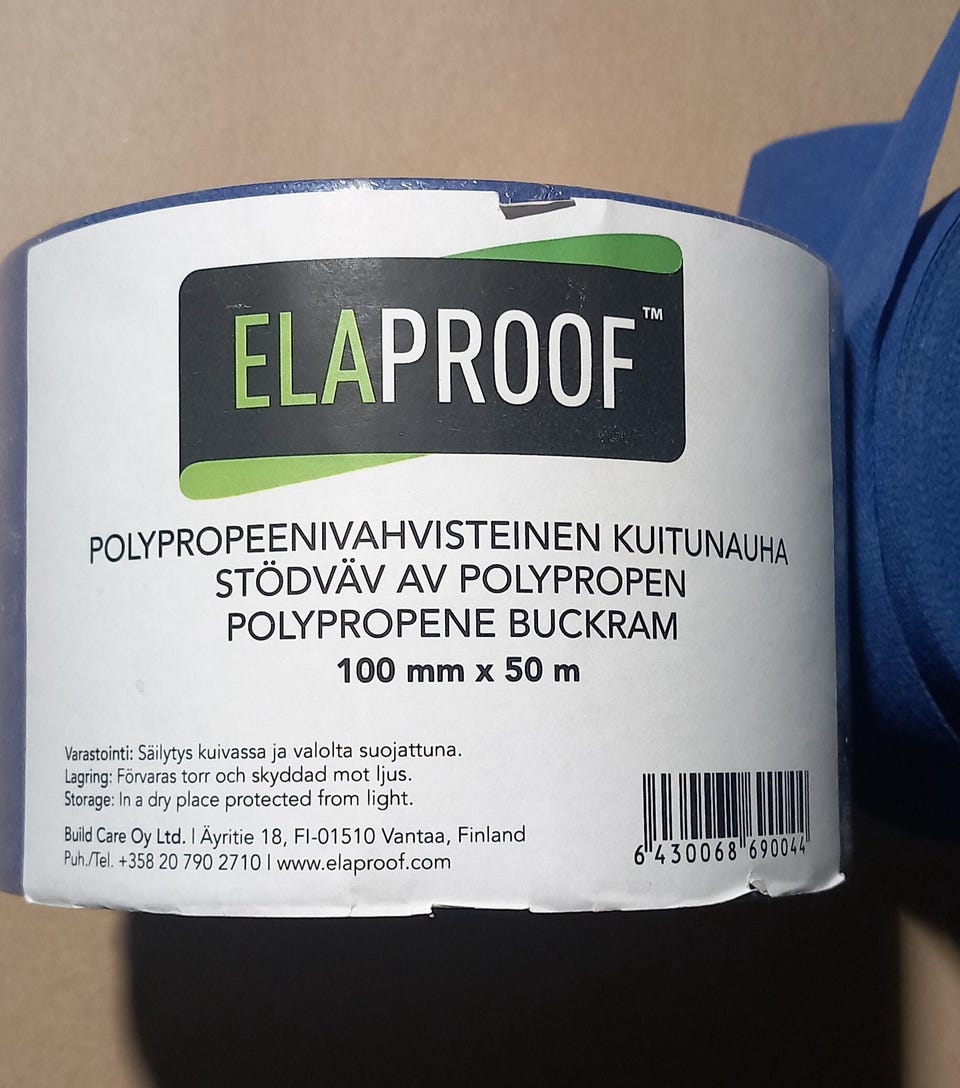 ELAPROOF™
POLYPROPEENIVAHVISTEINEN KUITUNAUHA
STÖDVÄV AV POLYPROPEN
POLYPROPENE BUCKRAM
100 mm x 50 m
Varastointi: Säilytys kuivassa ja valolta suojattuna.
Lagring: Förvaras torr och skyddad mot ljus.
Storage: In a dry place protected from light.
Build Care Oy Ltd. | Äyritie 18, FI-01510 Vantaa, Finland
Puh./Tel. +358 20 790 2710 | www.elaproof.com
6 430068 690044